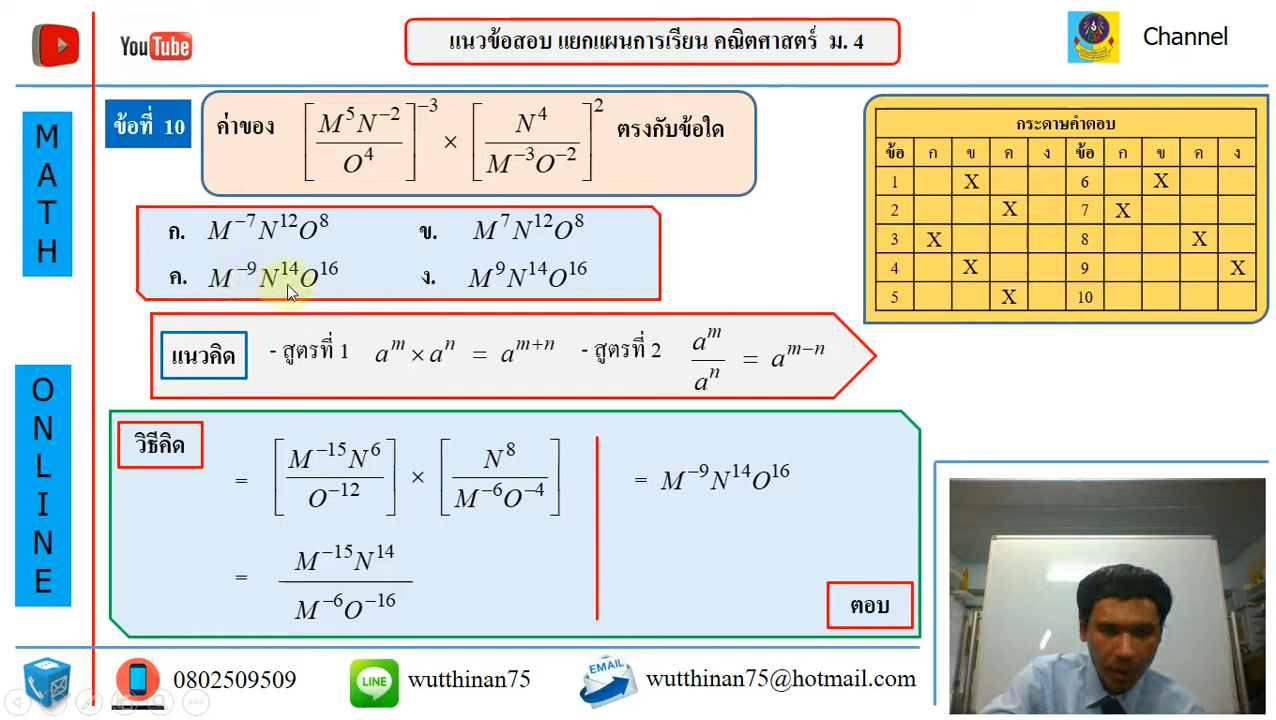 YouTube
แนวข้อสอบ แยกแผนการเรียน คณิตศาสตร์ ม. 4
Channel
MATH
ONLINE
ข้อที่ 10
ค่าของ [M^5 N^-2 / O^4]^-3 × [N^4 / M^-3 O^-2]^2 ตรงกับข้อใด
ก. M^-7 N^12 O^8 ข. M^7 N^12 O^8
ค. M^-9 N^14 O^16 ง. M^9 N^14 O^16
แนวคิด - สูตรที่ 1 a^m × a^n = a^m+n - สูตรที่ 2 a^m / a^n = a^m-n
วิธีคิด
= [M^-15 N^6 / O^-12] × [N^8 / M^-6 O^-4]
= M^-15 N^14 / M^-6 O^-16
= M^-9 N^14 O^16
ตอบ
กระดาษคำตอบ
ข้อ ก ข ค ง ข้อ ก ข ค ง
1 X 6 X
2 X 7 X
3 X 8 X
4 X 9 X
5 X 10
0802509509
LINE
wutthinan75
EMAIL
wutthinan75@hotmail.com